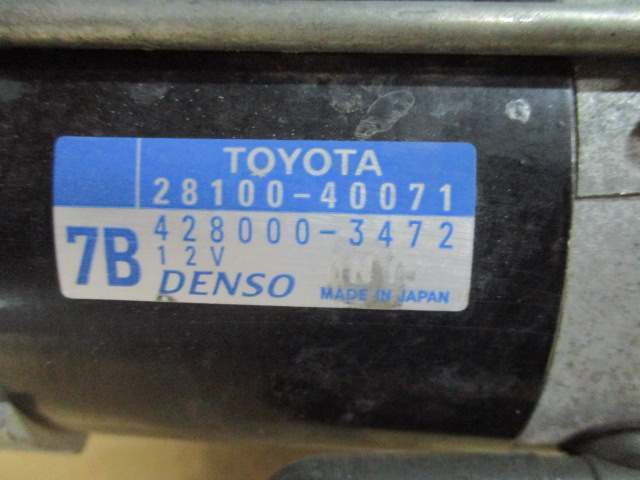 TOYOTA
28100-40071
7B
428000-3472
12V
DENSO
MADE IN JAPAN